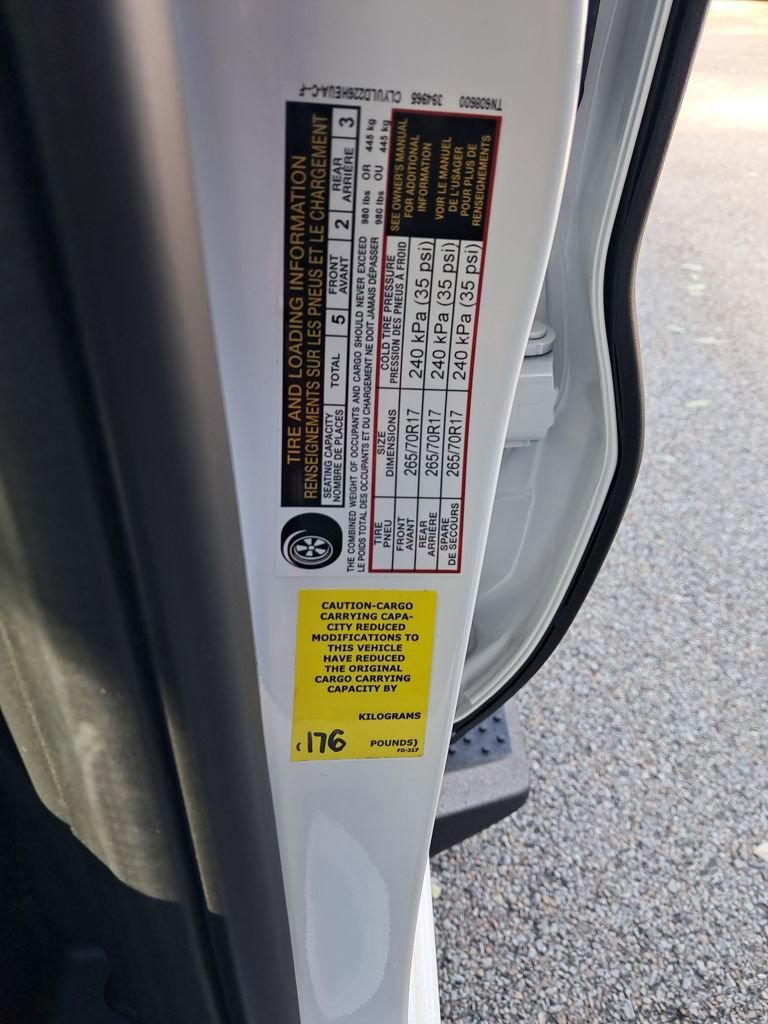 TN608600 394965 CLYULD226HEUA-C-F
TIRE AND LOADING INFORMATION
RENSEIGNEMENTS SUR LES PNEUS ET LE CHARGEMENT
SEATING CAPACITY
NOMBRE DE PLACES
TOTAL 5
FRONT
AVANT
2
REAR
ARRIÈRE
3
THE COMBINED WEIGHT OF OCCUPANTS AND CARGO SHOULD NEVER EXCEED 980 lbs OR 445 kg
LE POIDS TOTAL DES OCCUPANTS ET DU CHARGEMENT NE DOIT JAMAIS DÉPASSER 980 lbs OU 445 kg
TIRE
PNEU
SIZE
DIMENSIONS
COLD TIRE PRESSURE
PRESSION DES PNEUS À FROID
FRONT
AVANT
265/70R17 240 kPa (35 psi)
REAR
ARRIÈRE
265/70R17 240 kPa (35 psi)
SPARE
DE SECOURS
265/70R17 240 kPa (35 psi)
SEE OWNER'S MANUAL
FOR ADDITIONAL
INFORMATION
VOIR LE MANUEL
DE L'USAGER
POUR PLUS DE
RENSEIGNEMENTS
CAUTION-CARGO
CARRYING CAPA-
CITY REDUCED
MODIFICATIONS TO
THIS VEHICLE
HAVE REDUCED
THE ORIGINAL
CARGO CARRYING
CAPACITY BY
KILOGRAMS
(176 POUNDS)
FD-317